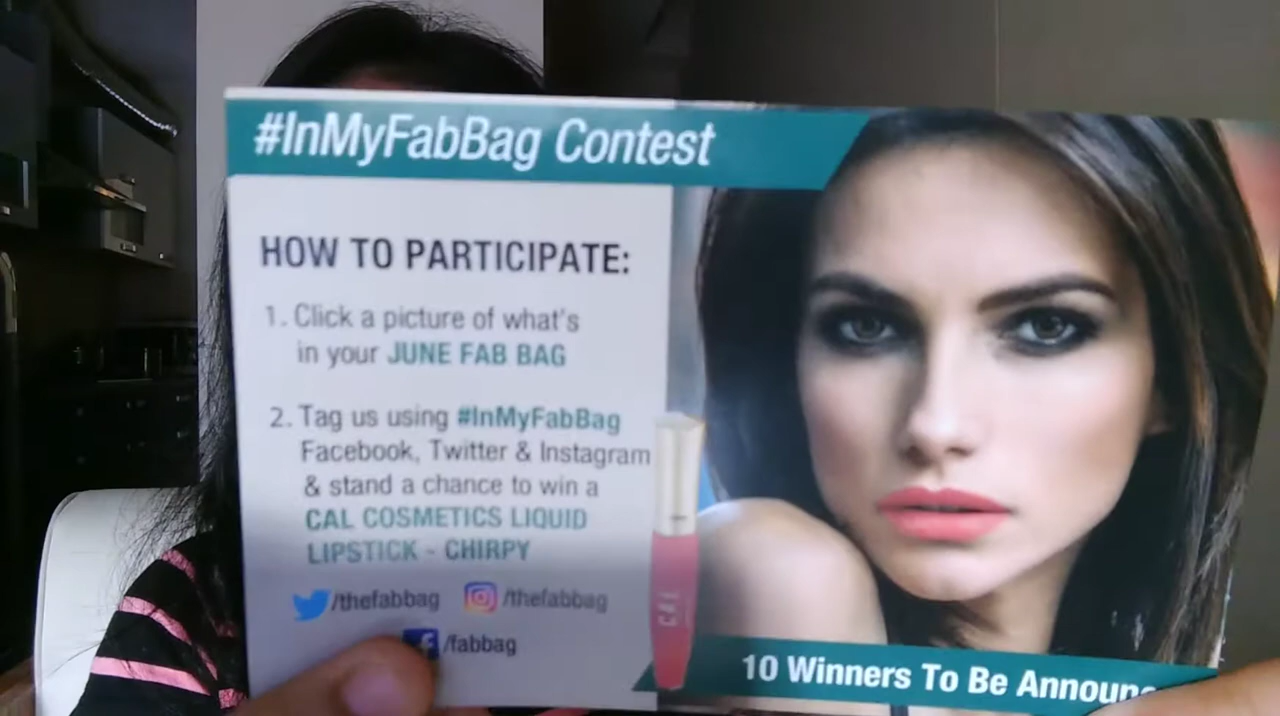 #InMyFabBag Contest
HOW TO PARTICIPATE:
1. Click a picture of what's
in your JUNE FAB BAG
2. Tag us using #InMyFabBag
Facebook, Twitter & Instagram
& stand a chance to win a
CAL COSMETICS LIQUID
LIPSTICK - CHIRPY
/thefabbag /thefabbag
/fabbag
CAL
10 Winners To Be